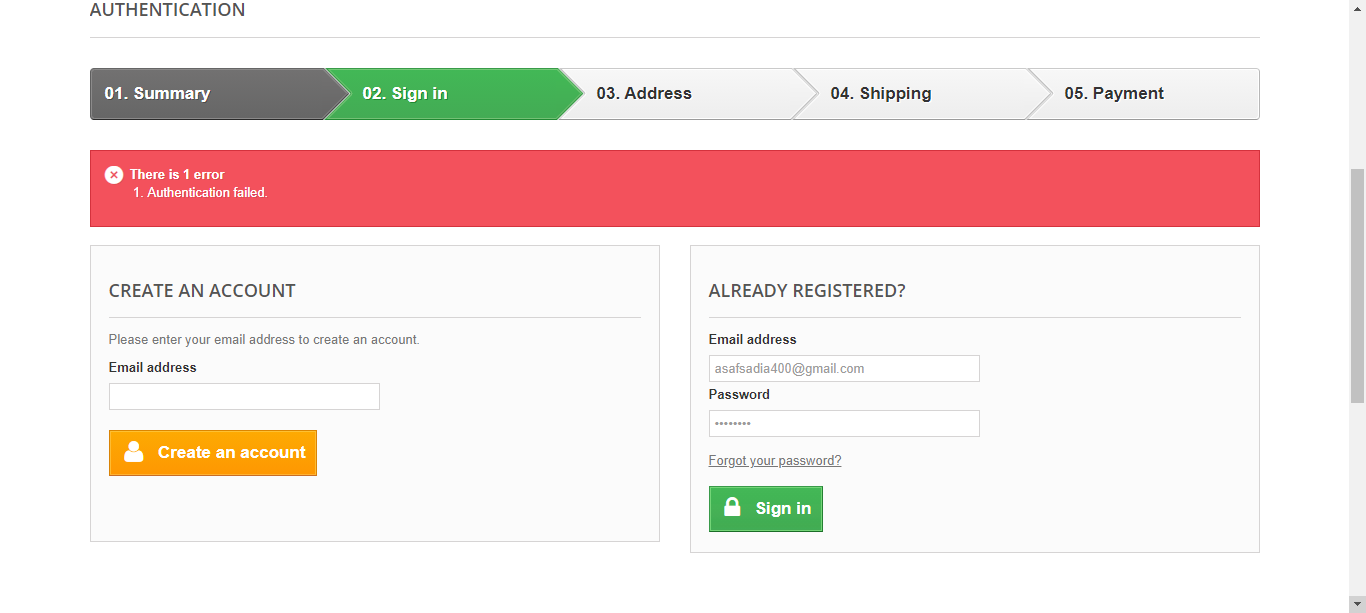 AUTHENTICATION
01. Summary
02. Sign in
03. Address
04. Shipping
05. Payment
There is 1 error
1. Authentication failed.
CREATE AN ACCOUNT
Please enter your email address to create an account.
Email address
Create an account
ALREADY REGISTERED?
Email address
asafsadia400@gmail.com
Password
••••••••
Forgot your password?
Sign in